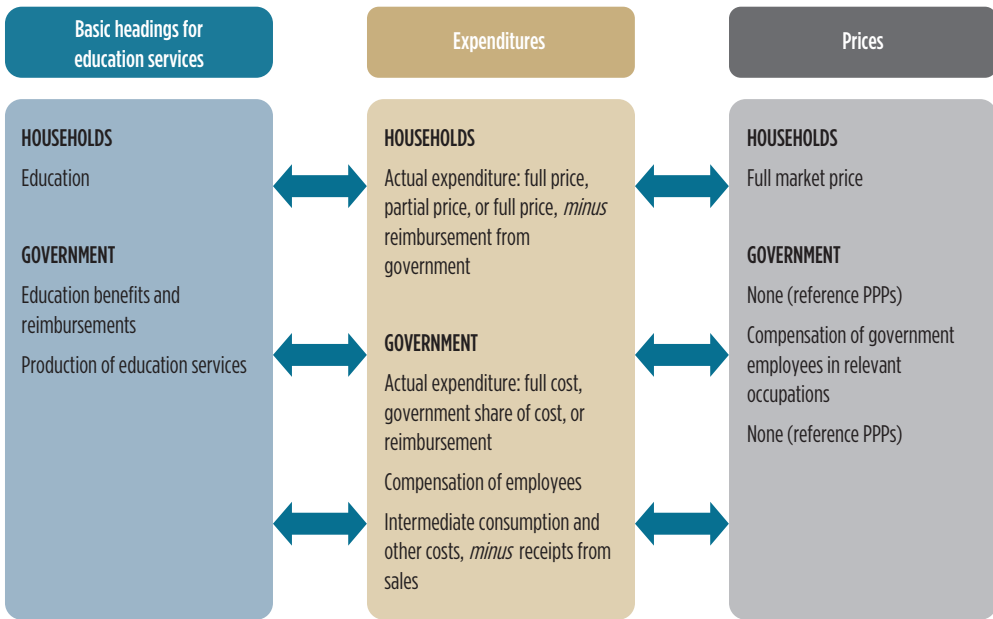 Basic headings for
education services
Expenditures
Prices
HOUSEHOLDS
Education
GOVERNMENT
Education benefits and
reimbursements
Production of education services
HOUSEHOLDS
Actual expenditure: full price,
partial price, or full price, minus
reimbursement from
government
GOVERNMENT
Actual expenditure: full cost,
government share of cost, or
reimbursement
Compensation of employees
Intermediate consumption and
other costs, minus receipts from
sales
HOUSEHOLDS
Full market price
GOVERNMENT
None (reference PPPs)
Compensation of government
employees in relevant
occupations
None (reference PPPs)